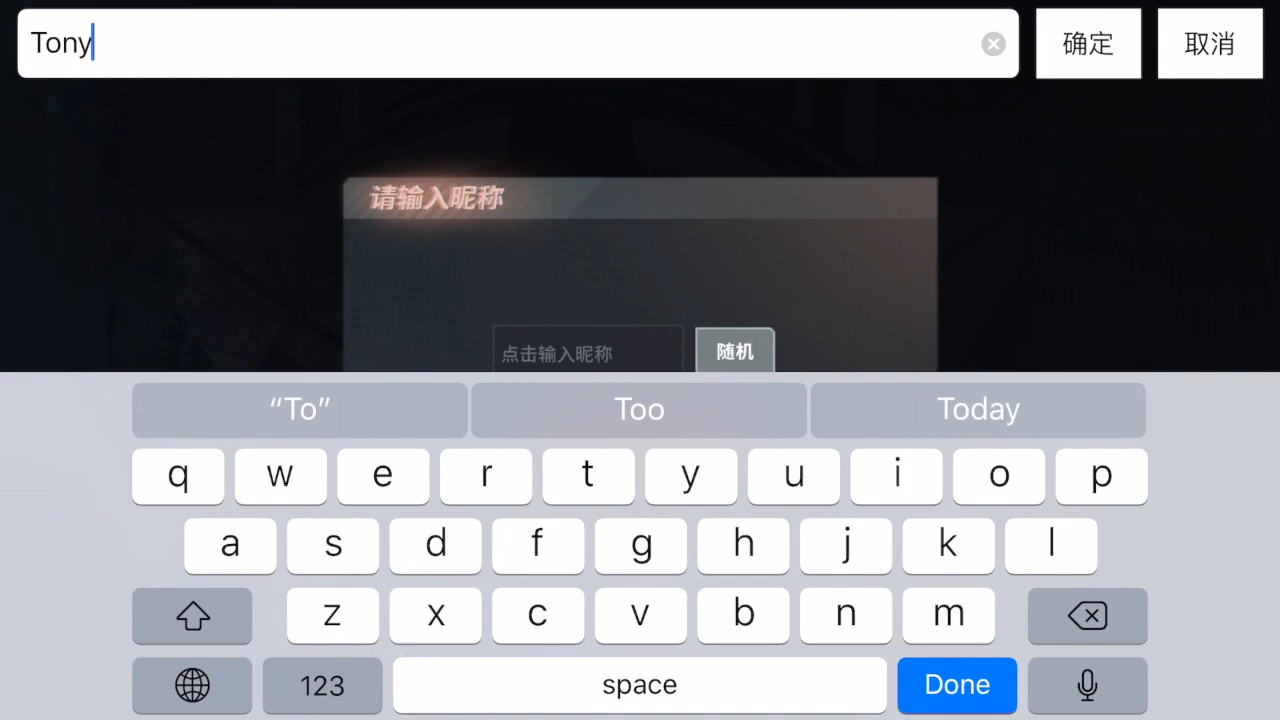 Tony
确定
取消
请输入昵称
点击输入昵称
随机
“To”
Too
Today
q w e r t y u i o p
a s d f g h j k l
z x c v b n m
123
space
Done